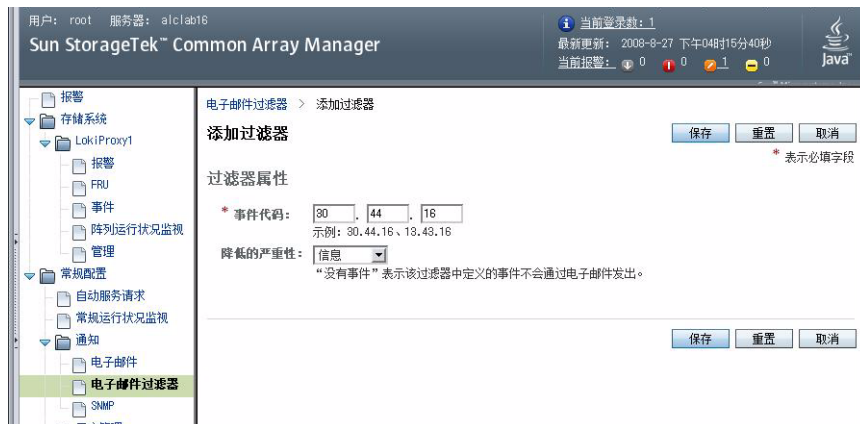 用户: root 服务器: alclab16
Sun StorageTek™ Common Array Manager
当前登录数: 1
最新更新: 2008-8-27 下午04时15分40秒
当前报警: 0 0 1 0
Java™
报警
存储系统
LokiProxy1
报警
FRU
事件
阵列运行状况监视
管理
常规配置
自动服务请求
常规运行状况监视
通知
电子邮件
电子邮件过滤器
SNMP
电子邮件过滤器 > 添加过滤器
添加过滤器
保存 重置 取消
* 表示必填字段
过滤器属性
* 事件代码: 30 . 44 . 16
示例: 30.44.16、13.43.16
降低的严重性: 信息
“没有事件”表示该过滤器中定义的事件不会通过电子邮件发出。
保存 重置 取消